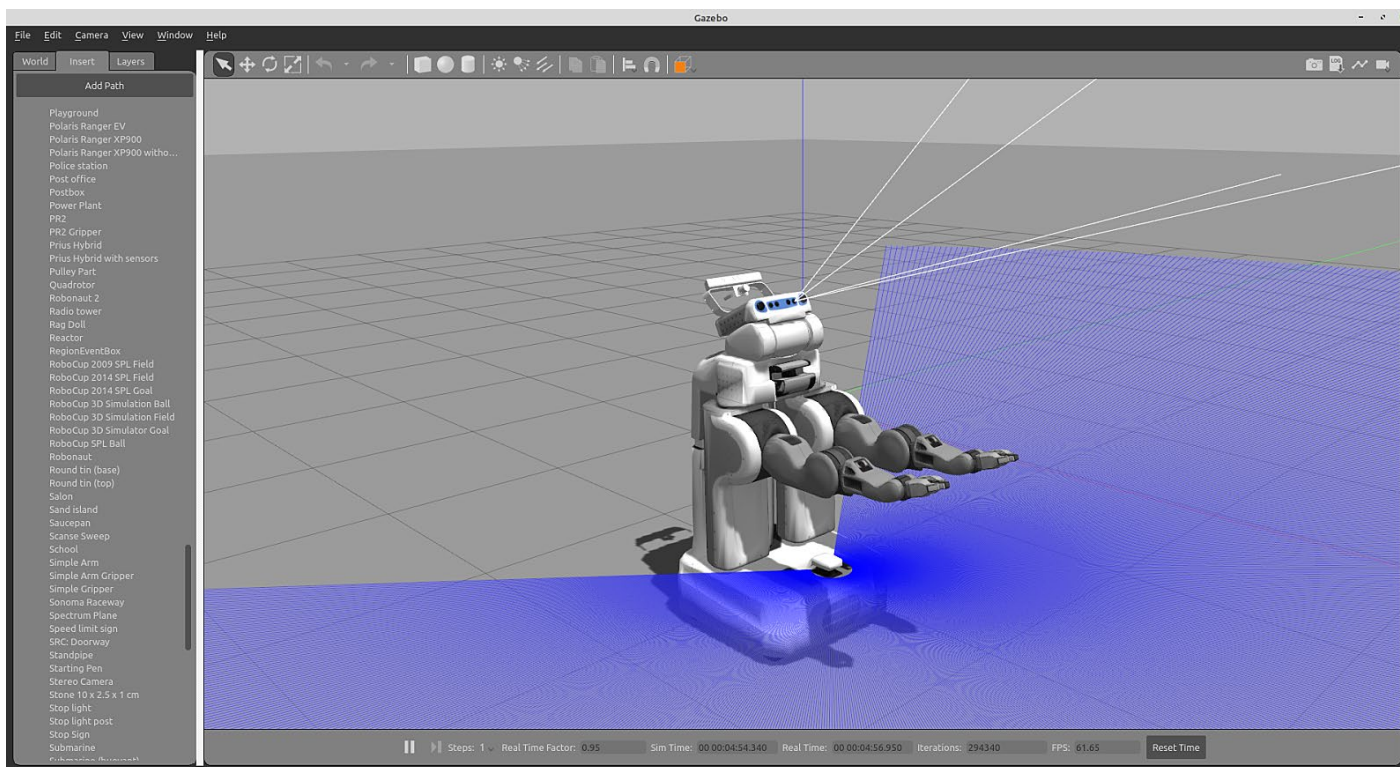 Gazebo
File Edit Camera View Window Help
World Insert Layers
Add Path
Playground
Polaris Ranger EV
Polaris Ranger XP900
Polaris Ranger XP900 witho...
Police station
Post office
Postbox
Power Plant
PR2
PR2 Gripper
Prius Hybrid
Prius Hybrid with sensors
Pulley Part
Quadrotor
Robonaut 2
Radio tower
Rag Doll
Reactor
RegionEventBox
RoboCup 2009 SPL Field
RoboCup 2014 SPL Field
RoboCup 2014 SPL Goal
RoboCup 3D Simulation Ball
RoboCup 3D Simulation Field
RoboCup 3D Simulator Goal
RoboCup SPL Ball
Robonaut
Round tin (base)
Round tin (top)
Salon
Sand island
Saucepan
Scanse Sweep
School
Simple Arm
Simple Arm Gripper
Simple Gripper
Sonoma Raceway
Spectrum Plane
Speed limit sign
SRC: Doorway
Standpipe
Starting Pen
Stereo Camera
Stone 10 x 2.5 x 1 cm
Stop light
Stop light post
Stop Sign
Submarine
Submarine (buoyant)
LOG
Steps: 1 Real Time Factor: 0.95 Sim Time: 00 00:04:54.340 Real Time: 00 00:04:56.950 Iterations: 294340 FPS: 61.65 Reset Time